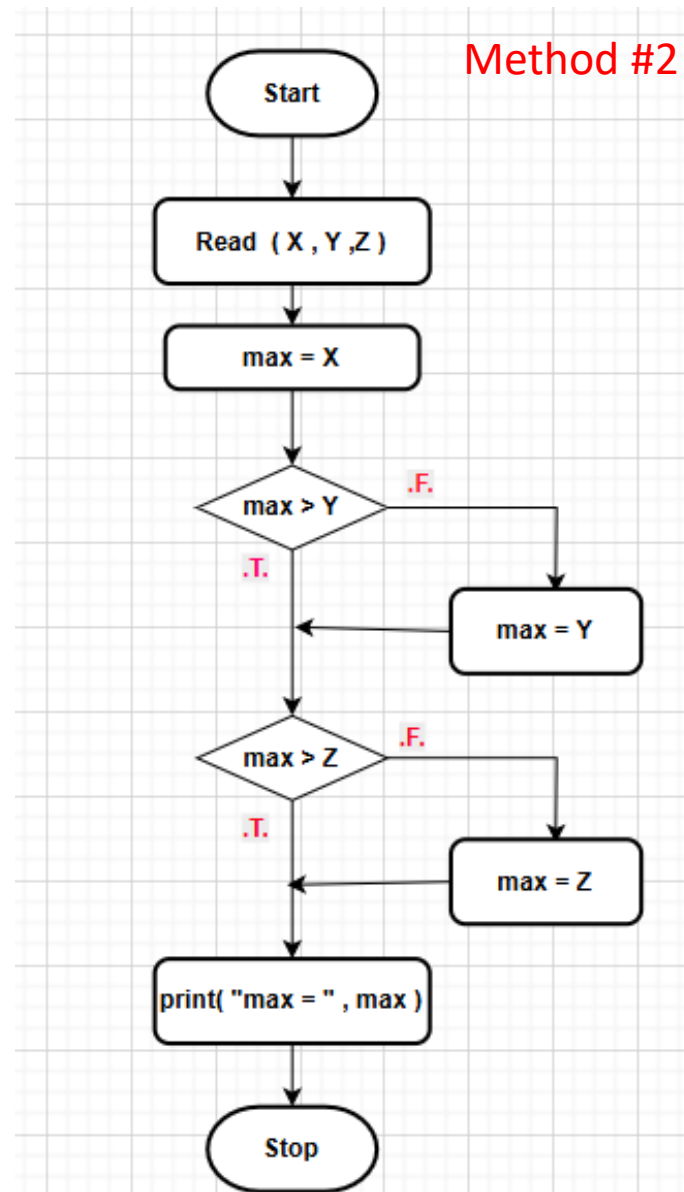 Method #2
Start
Read ( X , Y ,Z )
max = X
max > Y
.F.
.T.
max = Y
max > Z
.F.
.T.
max = Z
print( "max = " , max )
Stop